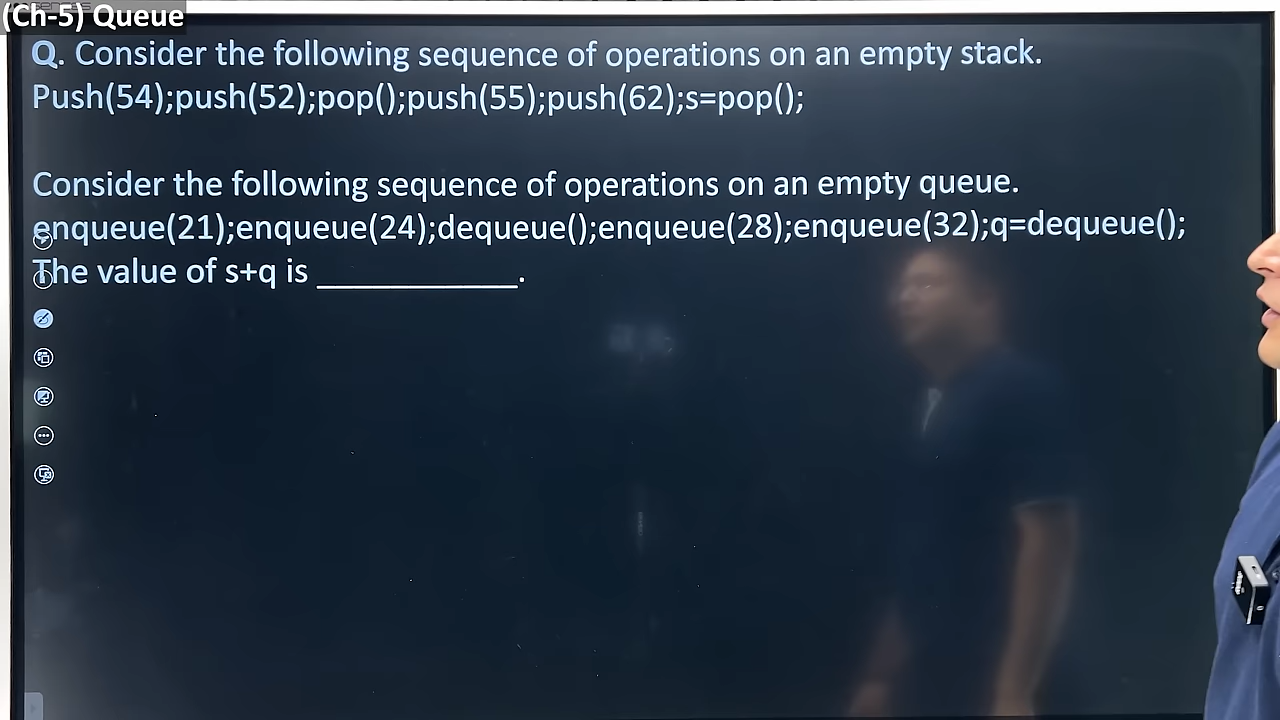 (Ch-5) Queue
Q. Consider the following sequence of operations on an empty stack.
Push(54);push(52);pop();push(55);push(62);s=pop();
Consider the following sequence of operations on an empty queue.
enqueue(21);enqueue(24);dequeue();enqueue(28);enqueue(32);q=dequeue();
The value of s+q is ___________.